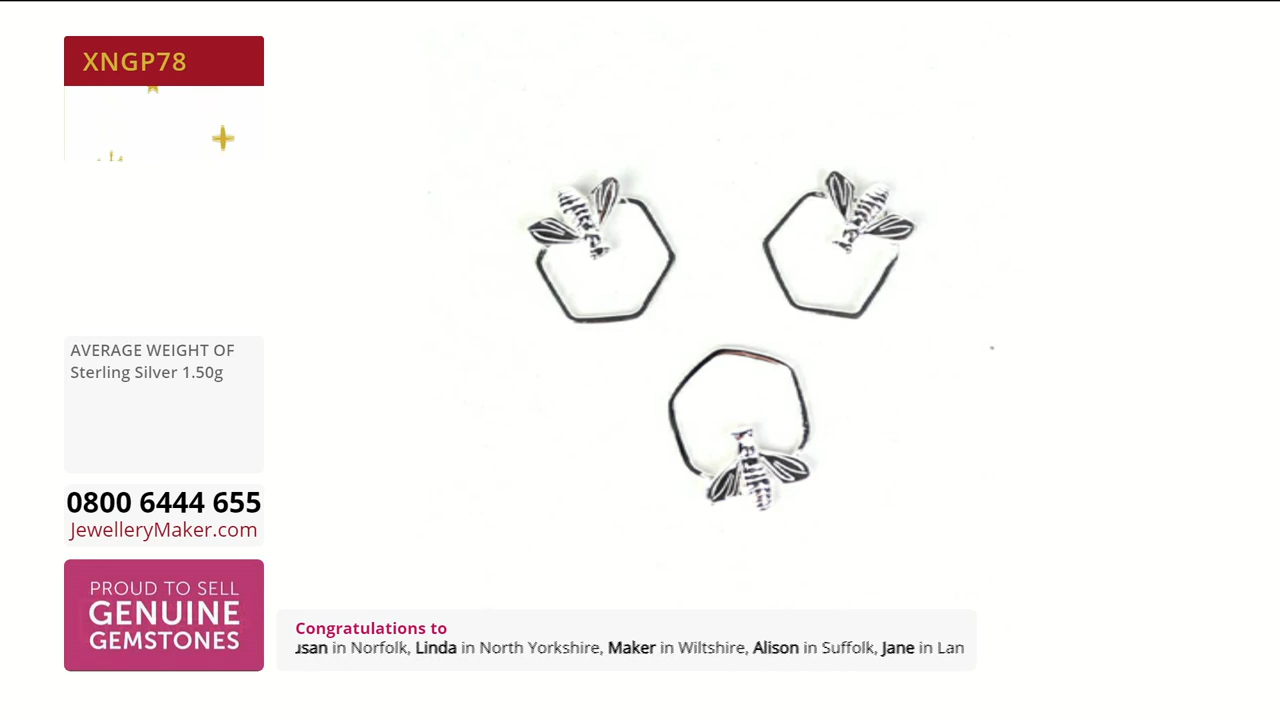 XNGP78
AVERAGE WEIGHT OF
Sterling Silver 1.50g
0800 6444 655
JewelleryMaker.com
PROUD TO SELL
GENUINE
GEMSTONES
Congratulations to
in Norfolk, Linda in North Yorkshire, Maker in Wiltshire, Alison in Suffolk, Jane in Lan